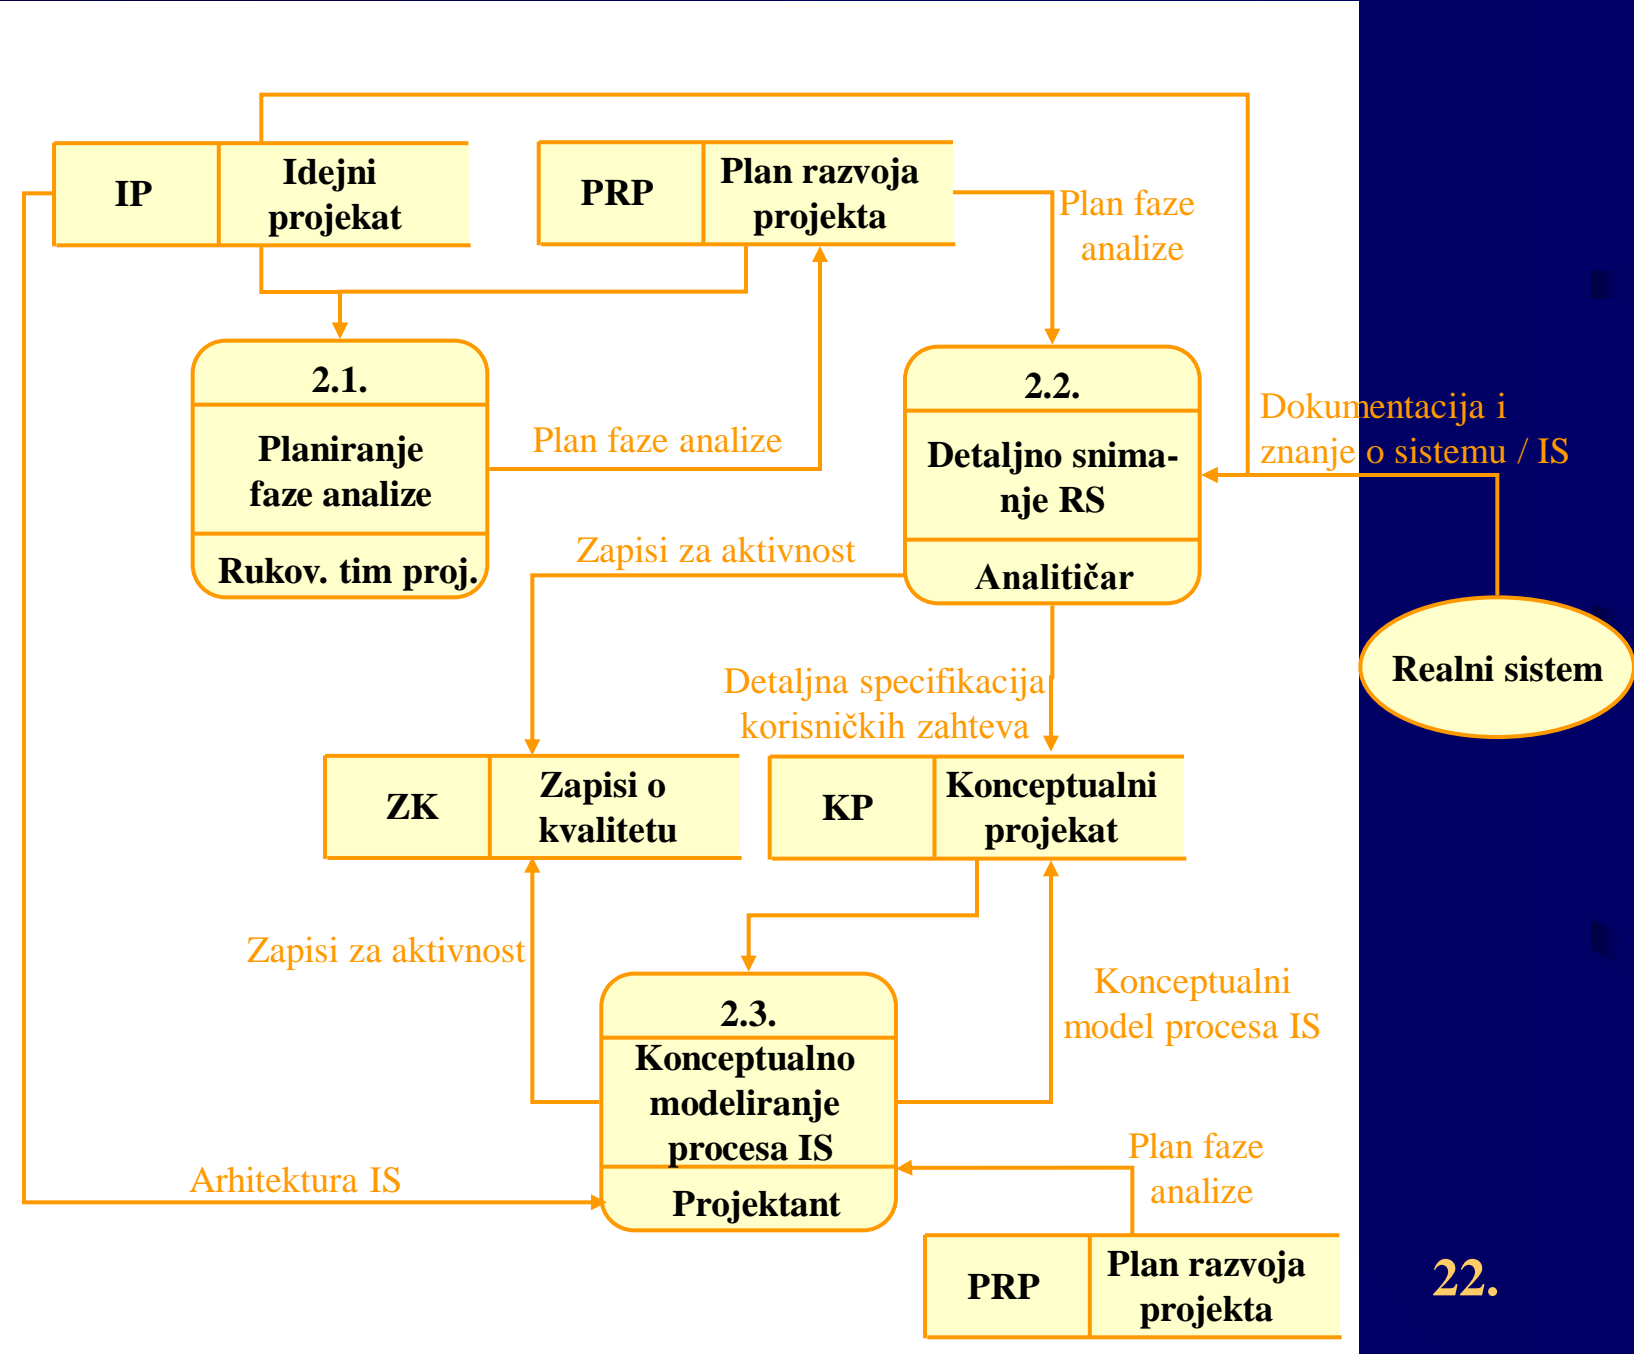 IP
Idejni
projekat
PRP
Plan razvoja
projekta
Plan faze
analize
2.1.
Planiranje
faze analize
Rukov. tim proj.
Plan faze analize
2.2.
Detaljno snima-
nje RS
Analitičar
Dokumentacija i
znanje o sistemu / IS
Zapisi za aktivnost
Realni sistem
Detaljna specifikacija
korisničkih zahteva
ZK
Zapisi o
kvalitetu
KP
Konceptualni
projekat
Zapisi za aktivnost
2.3.
Konceptualno
modeliranje
procesa IS
Projektant
Konceptualni
model procesa IS
Arhitektura IS
Plan faze
analize
PRP
Plan razvoja
projekta
22.